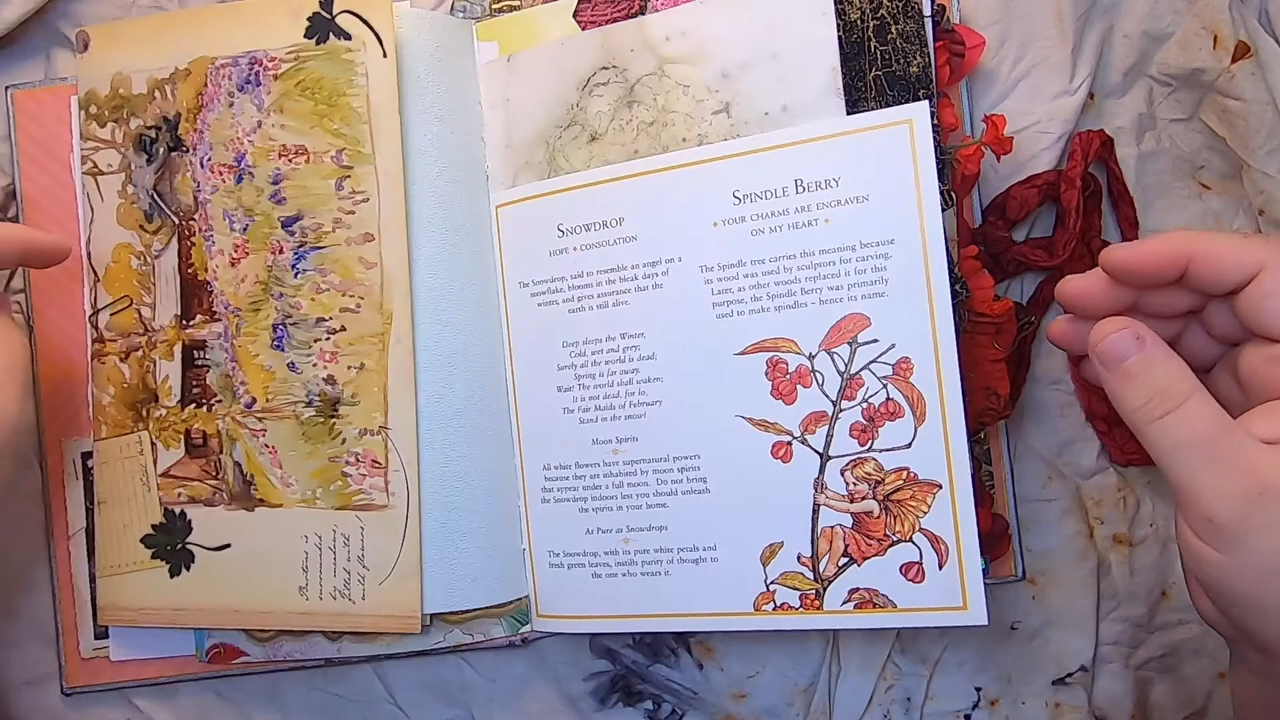 SNOWDROP
HOPE ✦ CONSOLATION
The Snowdrop, said to resemble an angel on a
snowflake, blooms in the bleak days of
winter, and gives assurance that the
earth is still alive.
Deep sleeps the Winter,
Cold, wet and grey;
Surely all the world is dead;
Spring is far away.
Wait! The world shall waken;
It is not dead, for lo,
The Fair Maids of February
Stand in the snow!
Moon Spirits
All white flowers have supernatural powers
because they are inhabited by moon spirits
that appear under a full moon. Do not bring
the Snowdrop indoors lest you should unleash
the spirits in your home.
As Pure as Snowdrops
The Snowdrop, with its pure white petals and
fresh green leaves, instills purity of thought to
the one who wears it.
SPINDLE BERRY
✦ YOUR CHARMS ARE ENGRAVEN
ON MY HEART ✦
The Spindle tree carries this meaning because
its wood was used by sculptors for carving.
Later, as other woods replaced it for this
purpose, the Spindle Berry was primarily
used to make spindles – hence its name.
is
surrounded
by meadows,
filled with
wild flowers!